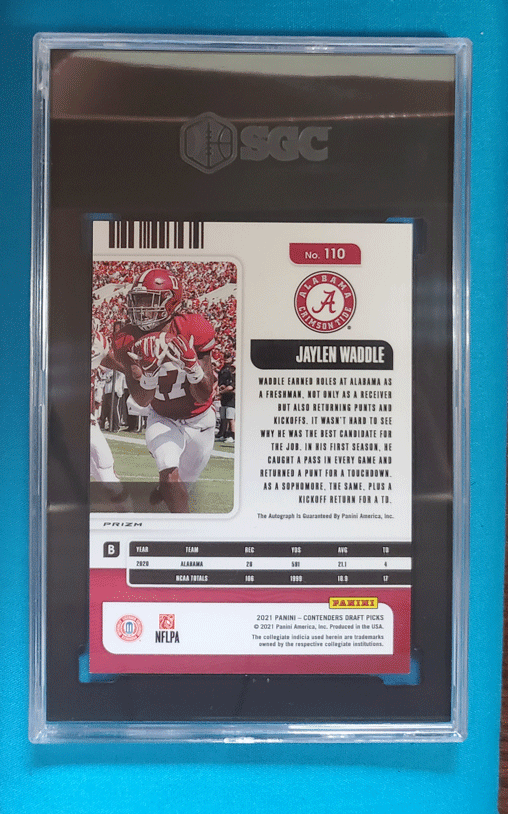 SGC
No. 110
ALABAMA
A
CRIMSON TIDE
JAYLEN WADDLE
WADDLE EARNED ROLES AT ALABAMA AS
A FRESHMAN, NOT ONLY AS A RECEIVER
BUT ALSO RETURNING PUNTS AND
KICKOFFS. IT WASN'T HARD TO SEE
WHY HE WAS THE BEST CANDIDATE FOR
THE JOB. IN HIS FIRST SEASON, HE
CAUGHT A PASS IN EVERY GAME AND
RETURNED A PUNT FOR A TOUCHDOWN.
AS A SOPHOMORE, THE SAME, PLUS A
KICKOFF RETURN FOR A TD.
The Autograph Is Guaranteed By Panini America, Inc.
17
PRIZM
B
YEAR TEAM REC YDS AVG TD
2020 ALABAMA 28 591 21.1 4
NCAA TOTALS 106 1999 18.9 17
PANINI
2021 PANINI – CONTENDERS DRAFT PICKS
© 2021 Panini America, Inc. Produced in the USA.
The collegiate indicia used herein are trademarks
owned by the respective collegiate institutions.
NFLPA